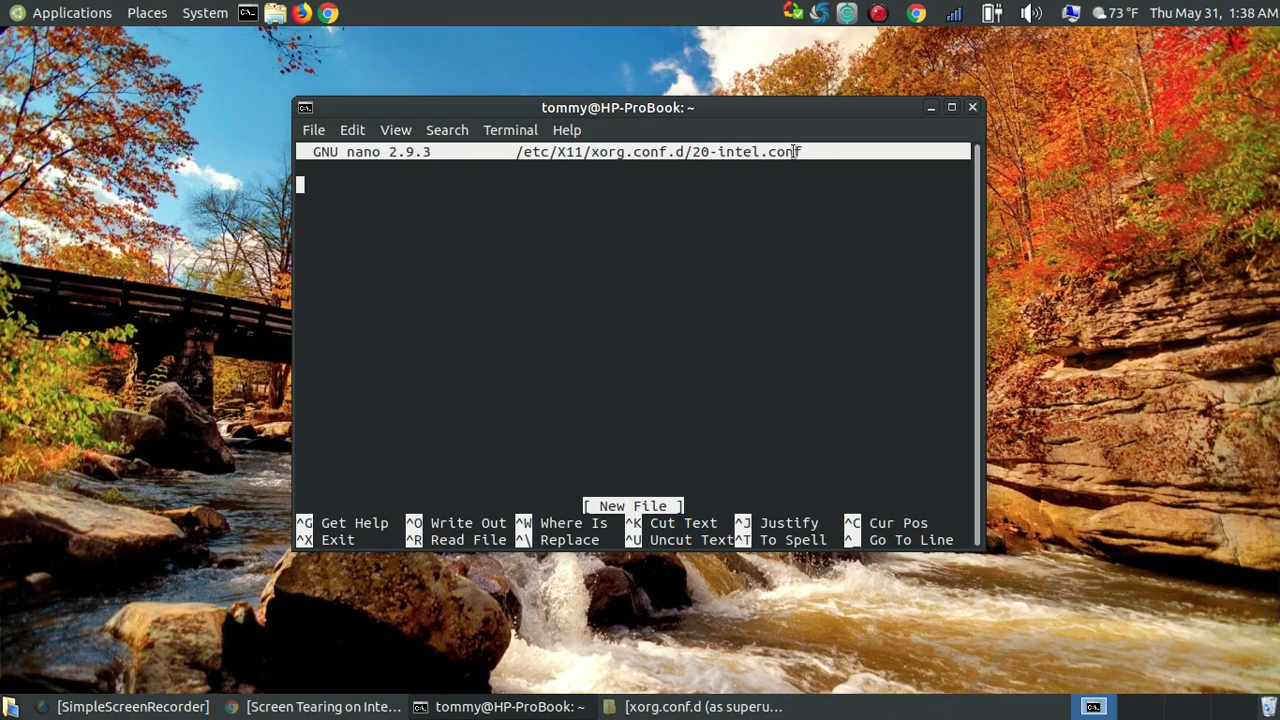 Applications Places System 73 °F Thu May 31, 1:38 AM
tommy@HP-ProBook: ~
File Edit View Search Terminal Help
GNU nano 2.9.3 /etc/X11/xorg.conf.d/20-intel.conf
[ New File ]
^G Get Help ^O Write Out ^W Where Is ^K Cut Text ^J Justify ^C Cur Pos
^X Exit ^R Read File ^\ Replace ^U Uncut Text ^T To Spell ^_ Go To Line
[SimpleScreenRecorder] [Screen Tearing on Inte... tommy@HP-ProBook: ~ [xorg.conf.d (as superu...